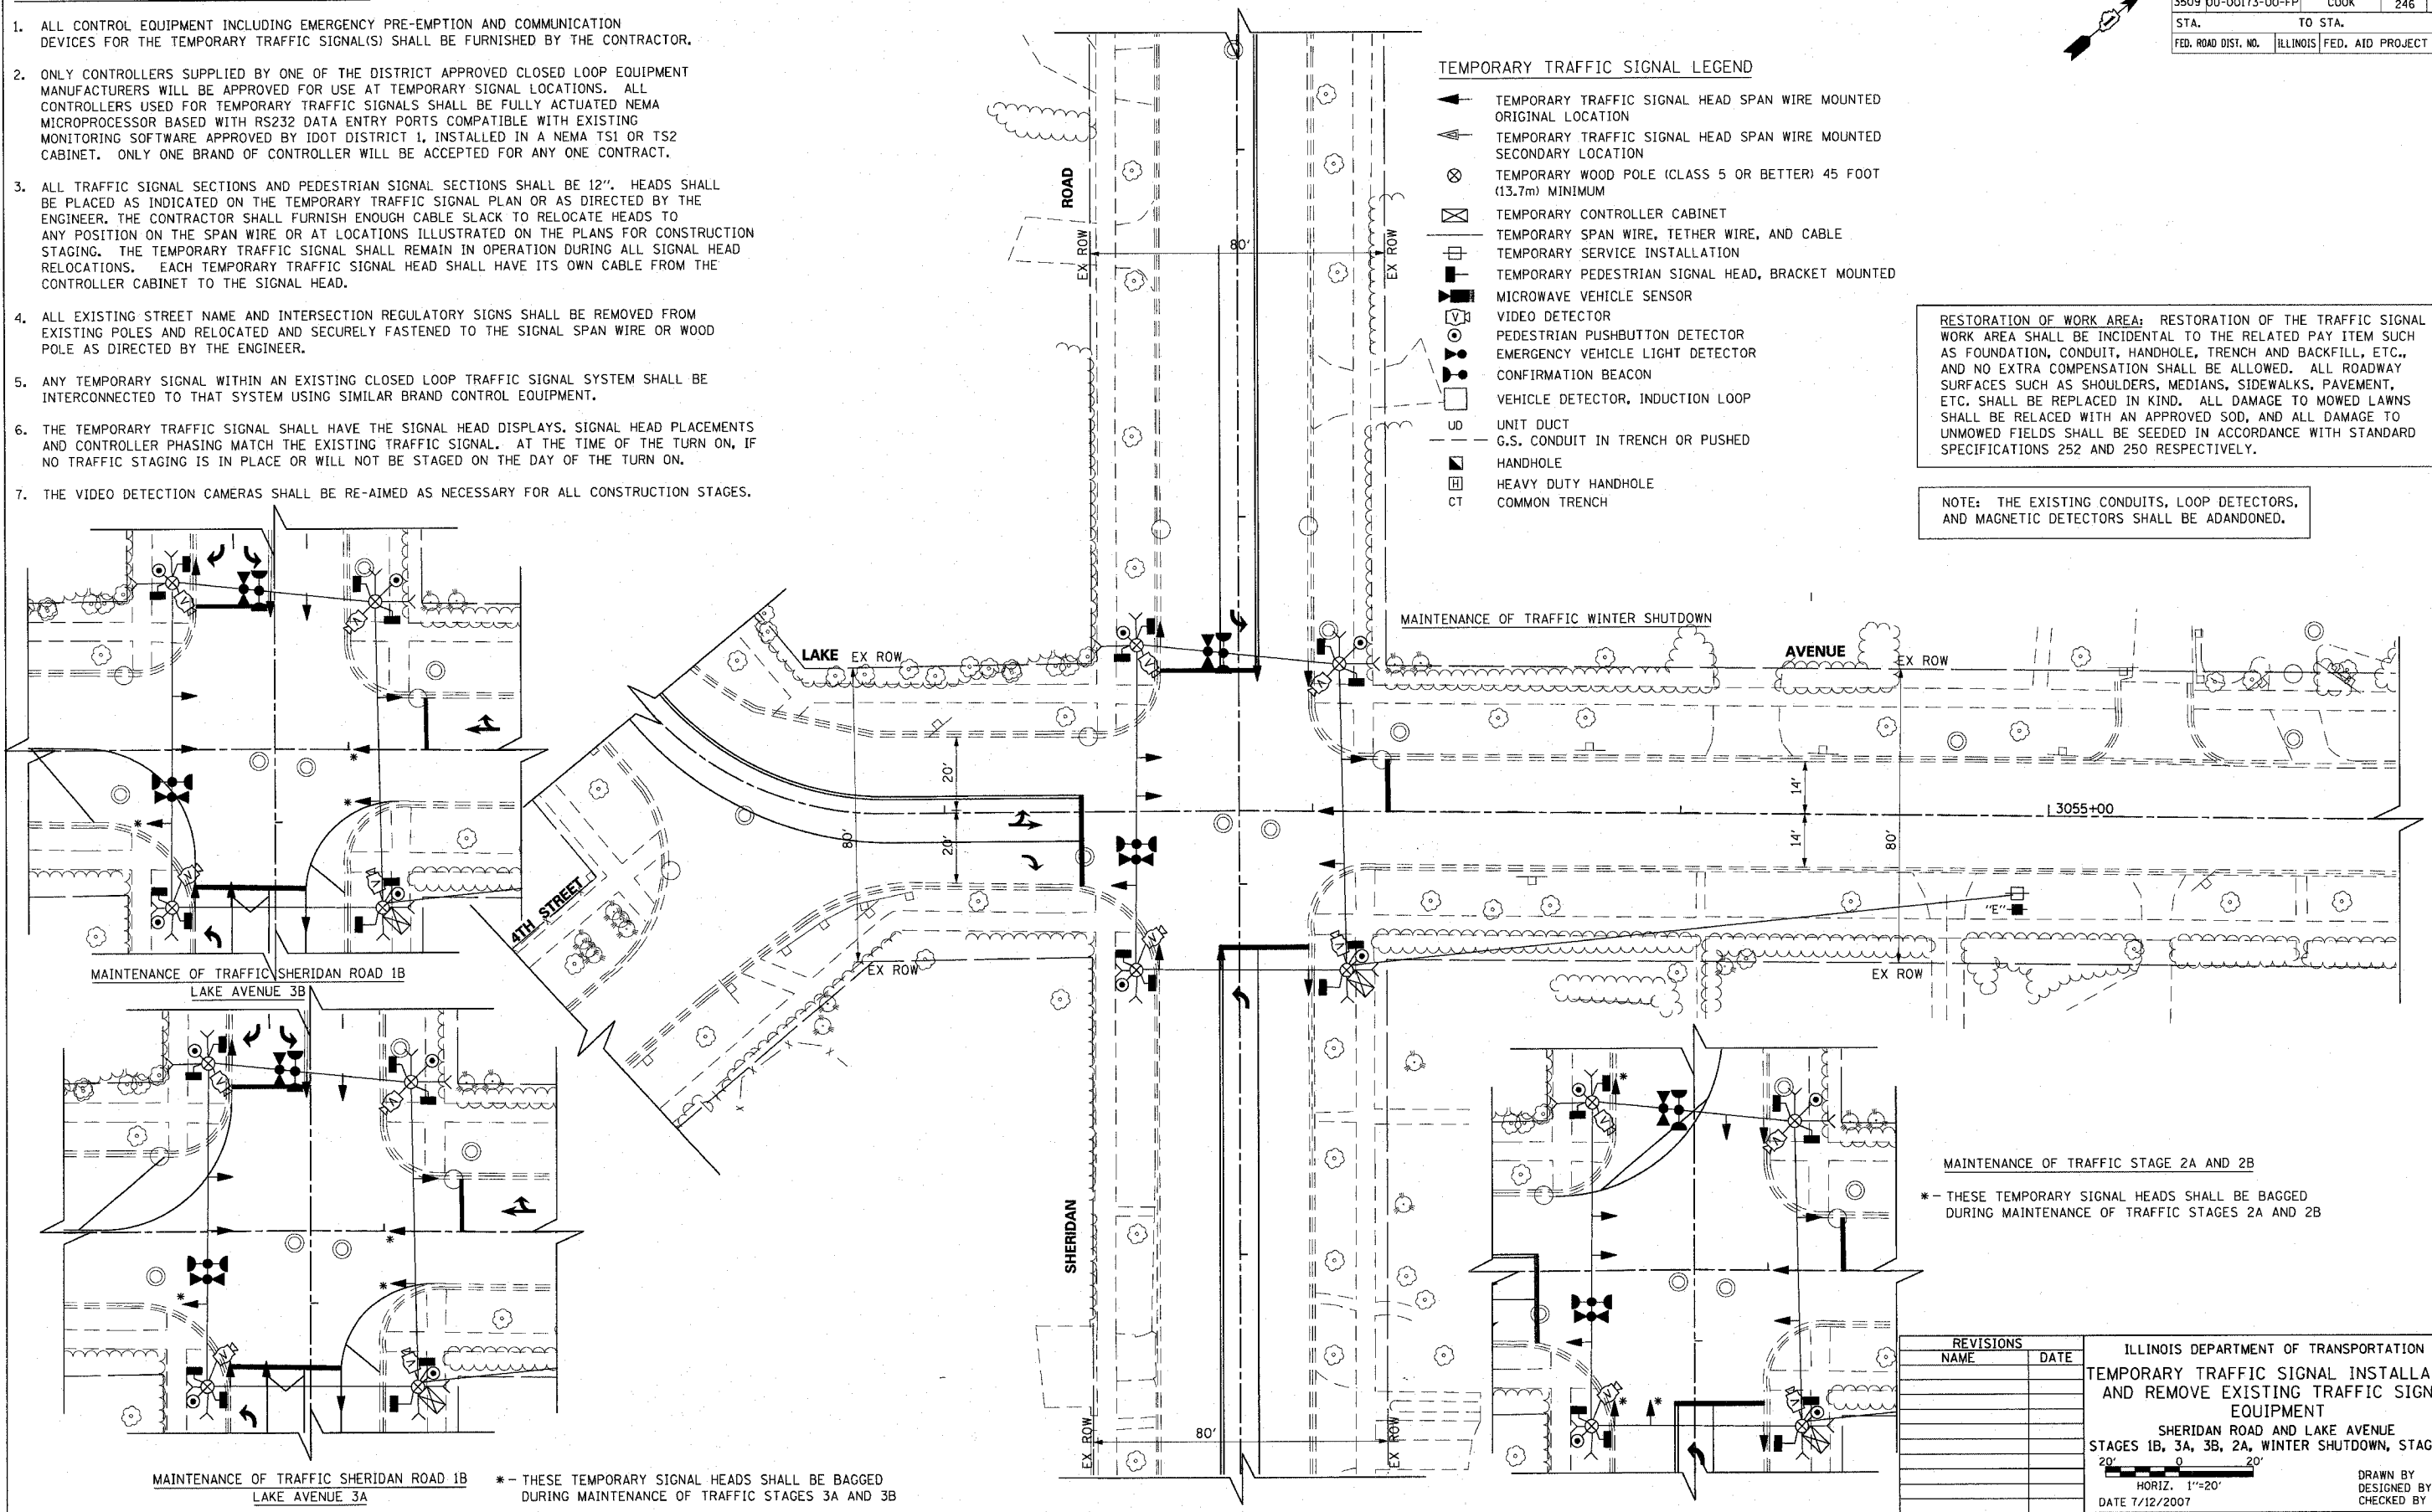 1. ALL CONTROL EQUIPMENT INCLUDING EMERGENCY PRE-EMPTION AND COMMUNICATION
DEVICES FOR THE TEMPORARY TRAFFIC SIGNAL(S) SHALL BE FURNISHED BY THE CONTRACTOR.
2. ONLY CONTROLLERS SUPPLIED BY ONE OF THE DISTRICT APPROVED CLOSED LOOP EQUIPMENT
MANUFACTURERS WILL BE APPROVED FOR USE AT TEMPORARY SIGNAL LOCATIONS. ALL
CONTROLLERS USED FOR TEMPORARY TRAFFIC SIGNALS SHALL BE FULLY ACTUATED NEMA
MICROPROCESSOR BASED WITH RS232 DATA ENTRY PORTS COMPATIBLE WITH EXISTING
MONITORING SOFTWARE APPROVED BY IDOT DISTRICT 1, INSTALLED IN A NEMA TS1 OR TS2
CABINET. ONLY ONE BRAND OF CONTROLLER WILL BE ACCEPTED FOR ANY ONE CONTRACT.
3. ALL TRAFFIC SIGNAL SECTIONS AND PEDESTRIAN SIGNAL SECTIONS SHALL BE 12". HEADS SHALL
BE PLACED AS INDICATED ON THE TEMPORARY TRAFFIC SIGNAL PLAN OR AS DIRECTED BY THE
ENGINEER. THE CONTRACTOR SHALL FURNISH ENOUGH CABLE SLACK TO RELOCATE HEADS TO
ANY POSITION ON THE SPAN WIRE OR AT LOCATIONS ILLUSTRATED ON THE PLANS FOR CONSTRUCTION
STAGING. THE TEMPORARY TRAFFIC SIGNAL SHALL REMAIN IN OPERATION DURING ALL SIGNAL HEAD
RELOCATIONS. EACH TEMPORARY TRAFFIC SIGNAL HEAD SHALL HAVE ITS OWN CABLE FROM THE
CONTROLLER CABINET TO THE SIGNAL HEAD.
4. ALL EXISTING STREET NAME AND INTERSECTION REGULATORY SIGNS SHALL BE REMOVED FROM
EXISTING POLES AND RELOCATED AND SECURELY FASTENED TO THE SIGNAL SPAN WIRE OR WOOD
POLE AS DIRECTED BY THE ENGINEER.
5. ANY TEMPORARY SIGNAL WITHIN AN EXISTING CLOSED LOOP TRAFFIC SIGNAL SYSTEM SHALL BE
INTERCONNECTED TO THAT SYSTEM USING SIMILAR BRAND CONTROL EQUIPMENT.
6. THE TEMPORARY TRAFFIC SIGNAL SHALL HAVE THE SIGNAL HEAD DISPLAYS, SIGNAL HEAD PLACEMENTS
AND CONTROLLER PHASING MATCH THE EXISTING TRAFFIC SIGNAL. AT THE TIME OF THE TURN ON, IF
NO TRAFFIC STAGING IS IN PLACE OR WILL NOT BE STAGED ON THE DAY OF THE TURN ON.
7. THE VIDEO DETECTION CAMERAS SHALL BE RE-AIMED AS NECESSARY FOR ALL CONSTRUCTION STAGES.
TEMPORARY TRAFFIC SIGNAL LEGEND
TEMPORARY TRAFFIC SIGNAL HEAD SPAN WIRE MOUNTED
ORIGINAL LOCATION
TEMPORARY TRAFFIC SIGNAL HEAD SPAN WIRE MOUNTED
SECONDARY LOCATION
TEMPORARY WOOD POLE (CLASS 5 OR BETTER) 45 FOOT
(13.7m) MINIMUM
TEMPORARY CONTROLLER CABINET
TEMPORARY SPAN WIRE, TETHER WIRE, AND CABLE
TEMPORARY SERVICE INSTALLATION
TEMPORARY PEDESTRIAN SIGNAL HEAD, BRACKET MOUNTED
MICROWAVE VEHICLE SENSOR
V VIDEO DETECTOR
PEDESTRIAN PUSHBUTTON DETECTOR
EMERGENCY VEHICLE LIGHT DETECTOR
CONFIRMATION BEACON
VEHICLE DETECTOR, INDUCTION LOOP
UD UNIT DUCT
G.S. CONDUIT IN TRENCH OR PUSHED
HANDHOLE
H HEAVY DUTY HANDHOLE
CT COMMON TRENCH
3509 00-00173-00-FP COOK 246
STA. TO STA.
FED. ROAD DIST. NO. ILLINOIS FED. AID PROJECT
RESTORATION OF WORK AREA: RESTORATION OF THE TRAFFIC SIGNAL
WORK AREA SHALL BE INCIDENTAL TO THE RELATED PAY ITEM SUCH
AS FOUNDATION, CONDUIT, HANDHOLE, TRENCH AND BACKFILL, ETC.,
AND NO EXTRA COMPENSATION SHALL BE ALLOWED. ALL ROADWAY
SURFACES SUCH AS SHOULDERS, MEDIANS, SIDEWALKS, PAVEMENT,
ETC. SHALL BE REPLACED IN KIND. ALL DAMAGE TO MOWED LAWNS
SHALL BE RELACED WITH AN APPROVED SOD, AND ALL DAMAGE TO
UNMOWED FIELDS SHALL BE SEEDED IN ACCORDANCE WITH STANDARD
SPECIFICATIONS 252 AND 250 RESPECTIVELY.
NOTE: THE EXISTING CONDUITS, LOOP DETECTORS,
AND MAGNETIC DETECTORS SHALL BE ADANDONED.
ROAD
EX ROW
80'
EX ROW
MAINTENANCE OF TRAFFIC WINTER SHUTDOWN
LAKE EX ROW
AVENUE
EX ROW
20'
20'
80'
14'
14'
80'
3055+00
"E"
4TH STREET
EX ROW
EX ROW
SHERIDAN
EX ROW
80'
EX ROW
MAINTENANCE OF TRAFFIC SHERIDAN ROAD 1B
LAKE AVENUE 3B
MAINTENANCE OF TRAFFIC SHERIDAN ROAD 1B
LAKE AVENUE 3A
* - THESE TEMPORARY SIGNAL HEADS SHALL BE BAGGED
DURING MAINTENANCE OF TRAFFIC STAGES 3A AND 3B
MAINTENANCE OF TRAFFIC STAGE 2A AND 2B
* - THESE TEMPORARY SIGNAL HEADS SHALL BE BAGGED
DURING MAINTENANCE OF TRAFFIC STAGES 2A AND 2B
REVISIONS
NAME DATE
ILLINOIS DEPARTMENT OF TRANSPORTATION
TEMPORARY TRAFFIC SIGNAL INSTALLA
AND REMOVE EXISTING TRAFFIC SIGN
EQUIPMENT
SHERIDAN ROAD AND LAKE AVENUE
STAGES 1B, 3A, 3B, 2A, WINTER SHUTDOWN, STAG
20' 0 20'
HORIZ. 1"=20'
DATE 7/12/2007
DRAWN BY
DESIGNED BY
CHECKED BY